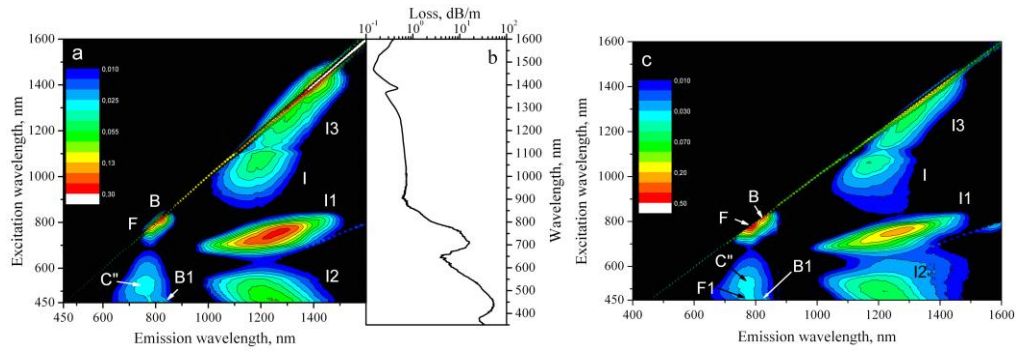 Loss, dB/m
10⁻¹ 10⁰ 10¹ 10²
a
b
c
Excitation wavelength, nm
1600
1400
1200
1000
800
600
450
0,010
0,025
0,055
0,13
0,30
I3
I
I1
I2
B
F
C"
B1
450 600 800 1000 1200 1400
Emission wavelength, nm
1600
1500
1400
1300
1200
1100
1000
900
800
700
600
500
400
Wavelength, nm
Excitation wavelength, nm
1600
1400
1200
1000
800
600
450
0,010
0,030
0,070
0,20
0,50
I3
I
I1
I2
B
F
C"
F1
B1
400 600 800 1000 1200 1400 1600
Emission wavelength, nm